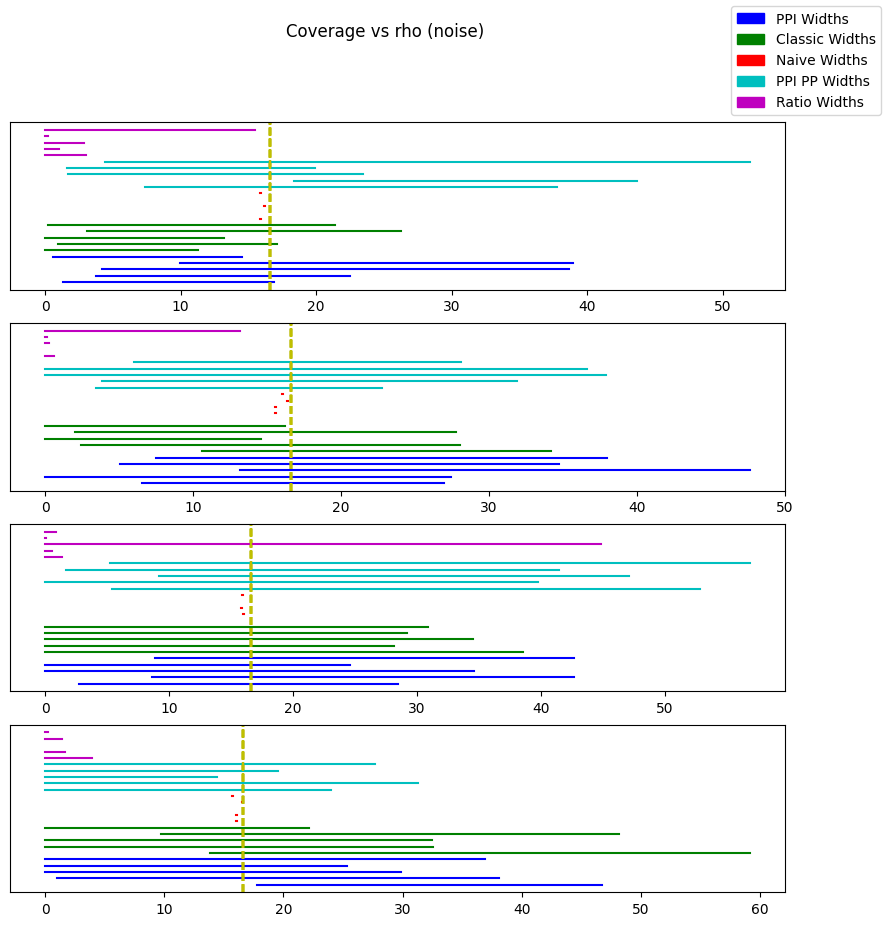 Coverage vs rho (noise)
PPI Widths
Classic Widths
Naive Widths
PPI PP Widths
Ratio Widths
0 10 20 30 40 50
0 10 20 30 40 50
0 10 20 30 40 50
0 10 20 30 40 50 60